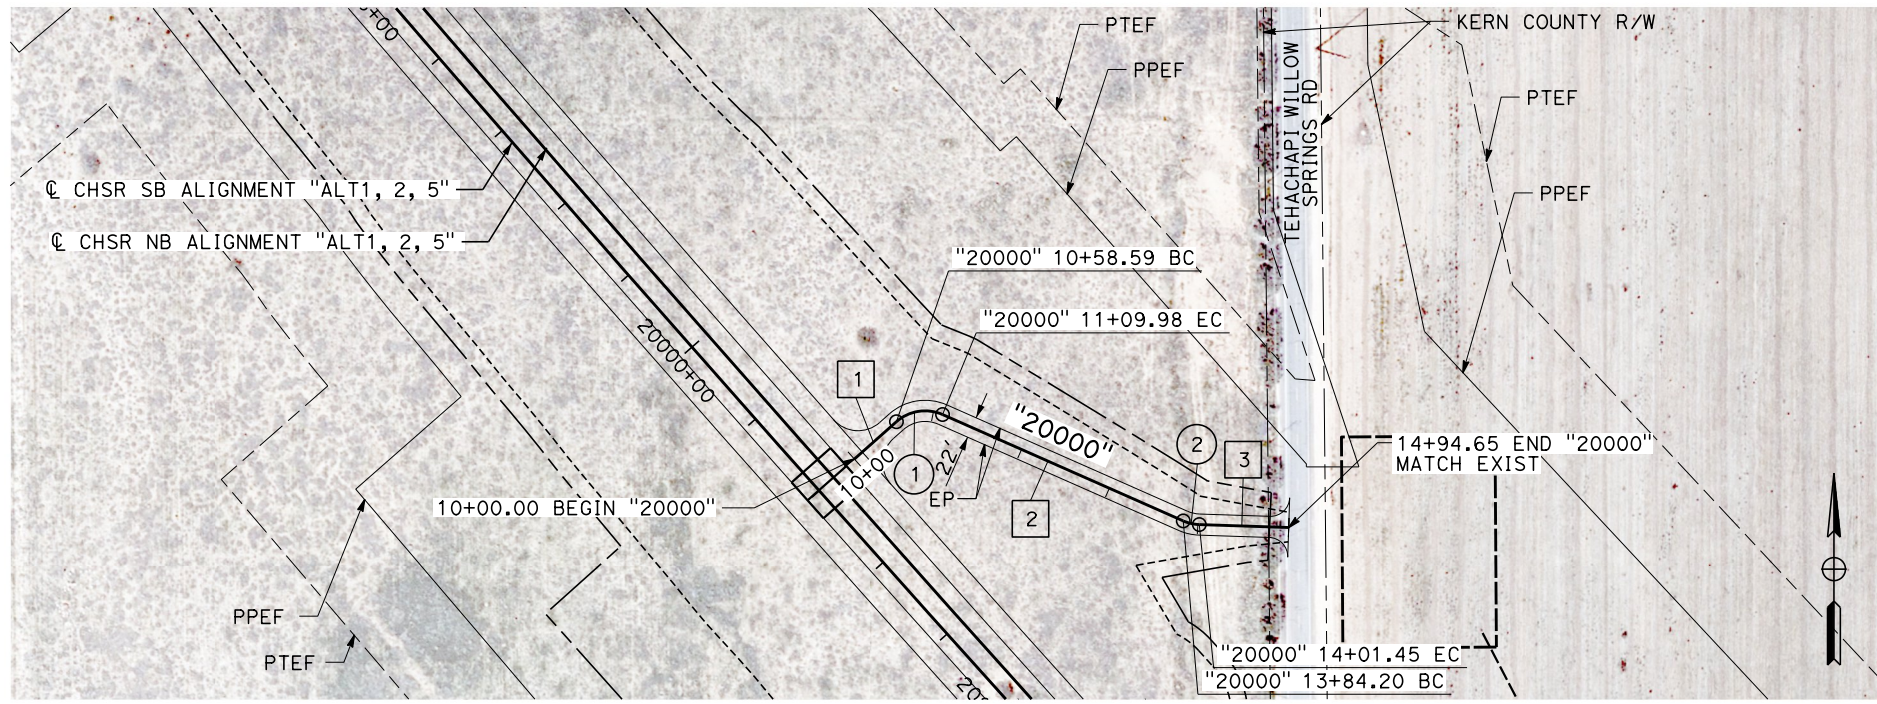 PTEF
KERN COUNTY R/W
PPEF
TEHACHAPI WILLOW
SPRINGS RD
PTEF
℄ CHSR SB ALIGNMENT "ALT1, 2, 5"
PPEF
℄ CHSR NB ALIGNMENT "ALT1, 2, 5"
"20000" 10+58.59 BC
"20000" 11+09.98 EC
20000+00
1
"20000"
2
14+94.65 END "20000"
MATCH EXIST
3
10+00
1
22'
EP
10+00.00 BEGIN "20000"
2
PPEF
PTEF
"20000" 14+01.45 EC
"20000" 13+84.20 BC